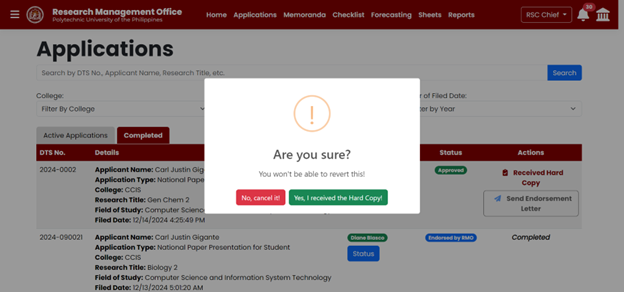 Research Management Office
Polytechnic University of the Philippines
Home Applications Memoranda Checklist Forecasting Sheets Reports
RSC Chief
Applications
Search by DTS No., Applicant Name, Research Title, etc.
Search
College:
r of Filed Date:
Filter By College
er by Year
Active Applications
Completed
DTS No.
Details
Status
Actions
2024-0002
Applicant Name: Carl Justin Gig
Application Type: National Pape
College: CCIS
Research Title: Gen Chem 2
Field of Study: Computer Scienc
Filed Date: 12/14/2024 4:25:49 PM
Approved
Received Hard
Copy
Send Endorsement
Letter
!
Are you sure?
You won't be able to revert this!
No, cancel it!
Yes, I received the Hard Copy!
2024-090021
Applicant Name: Carl Justin Gigante
Application Type: National Paper Presentation for Student
College: CCIS
Research Title: Biology 2
Field of Study: Computer Science and Information System Technology
Filed Date: 12/13/2024 5:01:20 AM
Status
Endorsed by RMO
Completed